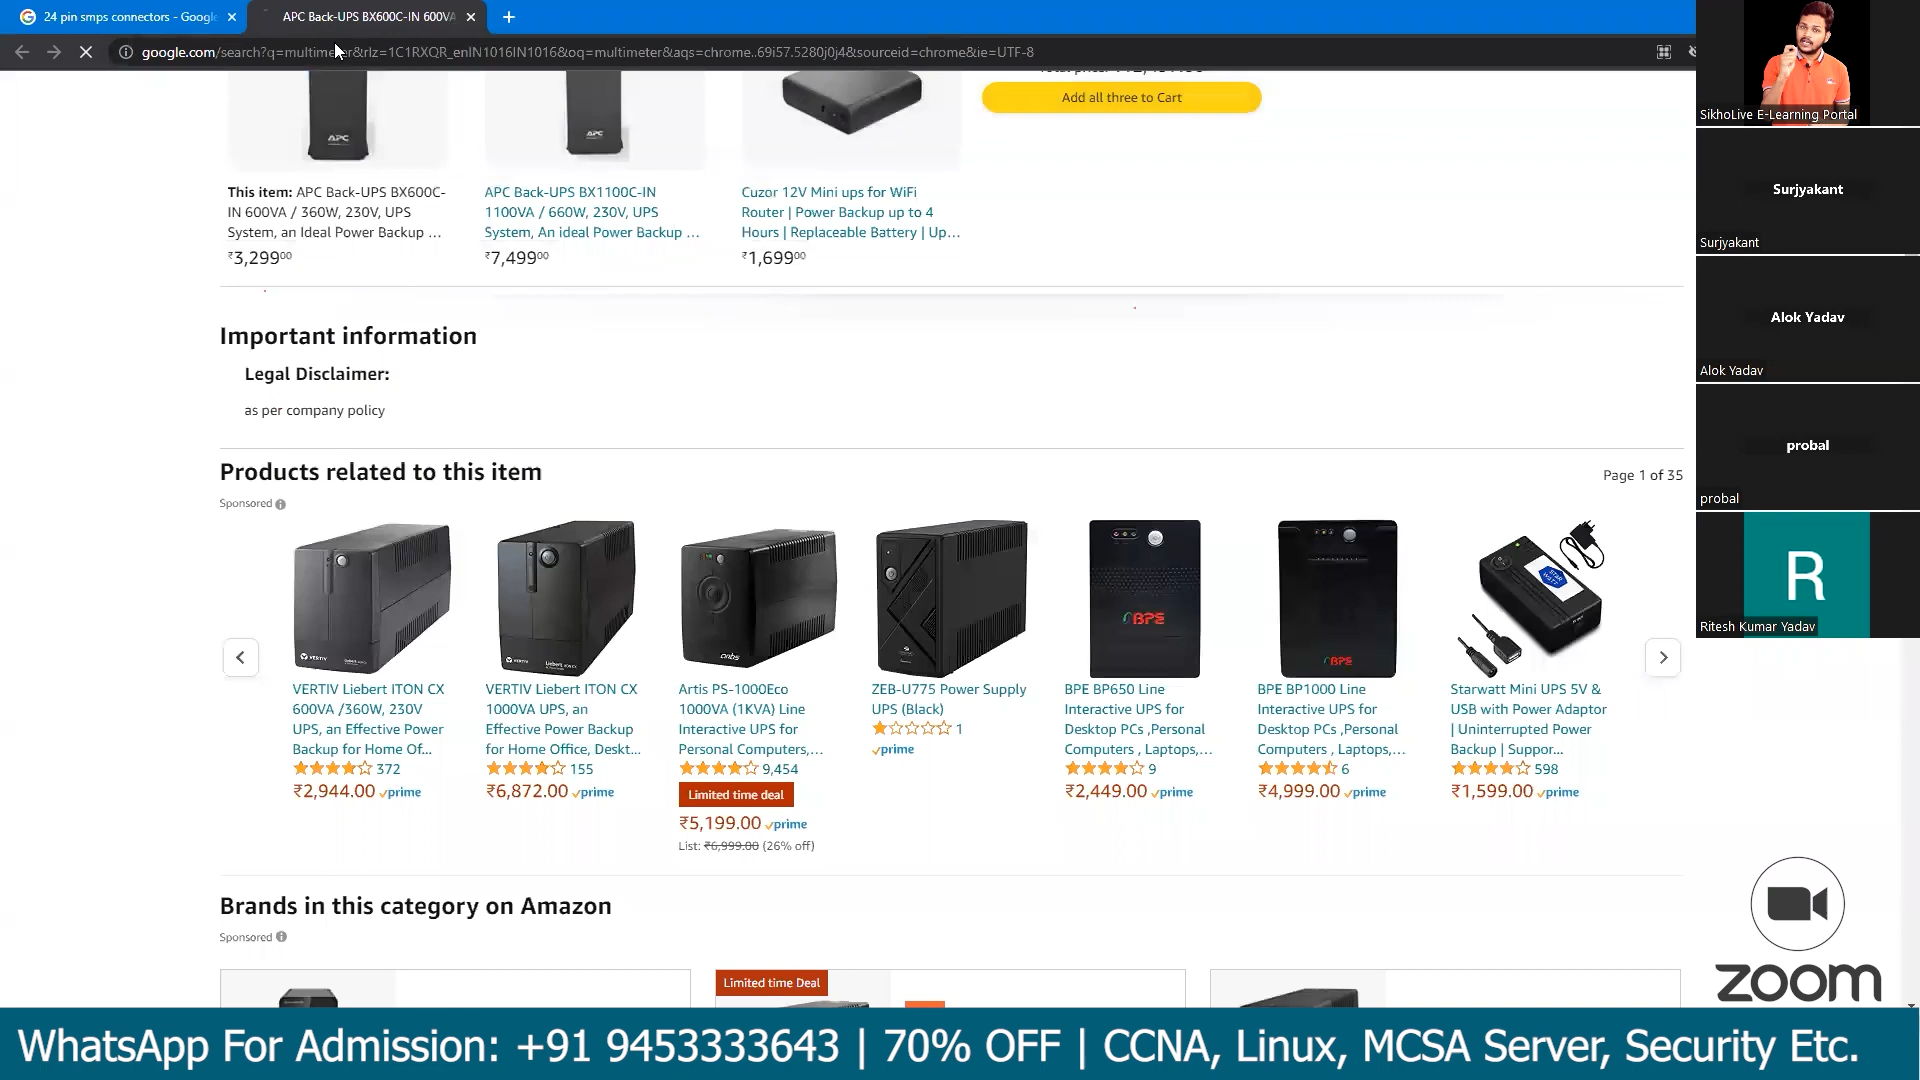 24 pin smps connectors - Google
APC Back-UPS BX600C-IN 600VA
google.com/search?q=multimeter&rlz=1C1RXQR_enIN1016IN1016&oq=multimeter&aqs=chrome..69i57.5280j0j4&sourceid=chrome&ie=UTF-8
Add all three to Cart
APC
APC
This item: APC Back-UPS BX600C-
IN 600VA / 360W, 230V, UPS
System, an Ideal Power Backup ...
₹3,29900
APC Back-UPS BX1100C-IN
1100VA / 660W, 230V, UPS
System, An ideal Power Backup ...
₹7,49900
Cuzor 12V Mini ups for WiFi
Router | Power Backup up to 4
Hours | Replaceable Battery | Up...
₹1,69900
Important information
Legal Disclaimer:
as per company policy
Products related to this item
Page 1 of 35
Sponsored
VERTIV
VERTIV
BPE
BPE
STAR WATT
VERTIV Liebert ITON CX
600VA /360W, 230V
UPS, an Effective Power
Backup for Home Of...
372
₹2,944.00 prime
VERTIV Liebert ITON CX
1000VA UPS, an
Effective Power Backup
for Home Office, Deskt...
155
₹6,872.00 prime
Artis PS-1000Eco
1000VA (1KVA) Line
Interactive UPS for
Personal Computers,...
9,454
Limited time deal
₹5,199.00 prime
List: ₹6,999.00 (26% off)
ZEB-U775 Power Supply
UPS (Black)
1
prime
BPE BP650 Line
Interactive UPS for
Desktop PCs ,Personal
Computers , Laptops,...
9
₹2,449.00 prime
BPE BP1000 Line
Interactive UPS for
Desktop PCs ,Personal
Computers , Laptops,...
6
₹4,999.00 prime
Starwatt Mini UPS 5V &
USB with Power Adaptor
| Uninterrupted Power
Backup | Suppor...
598
₹1,599.00 prime
Brands in this category on Amazon
Sponsored
Limited time Deal
SikhoLive E-Learning Portal
Surjyakant
Surjyakant
Alok Yadav
Alok Yadav
probal
probal
R
Ritesh Kumar Yadav
zoom
WhatsApp For Admission: +91 9453333643 | 70% OFF | CCNA, Linux, MCSA Server, Security Etc.